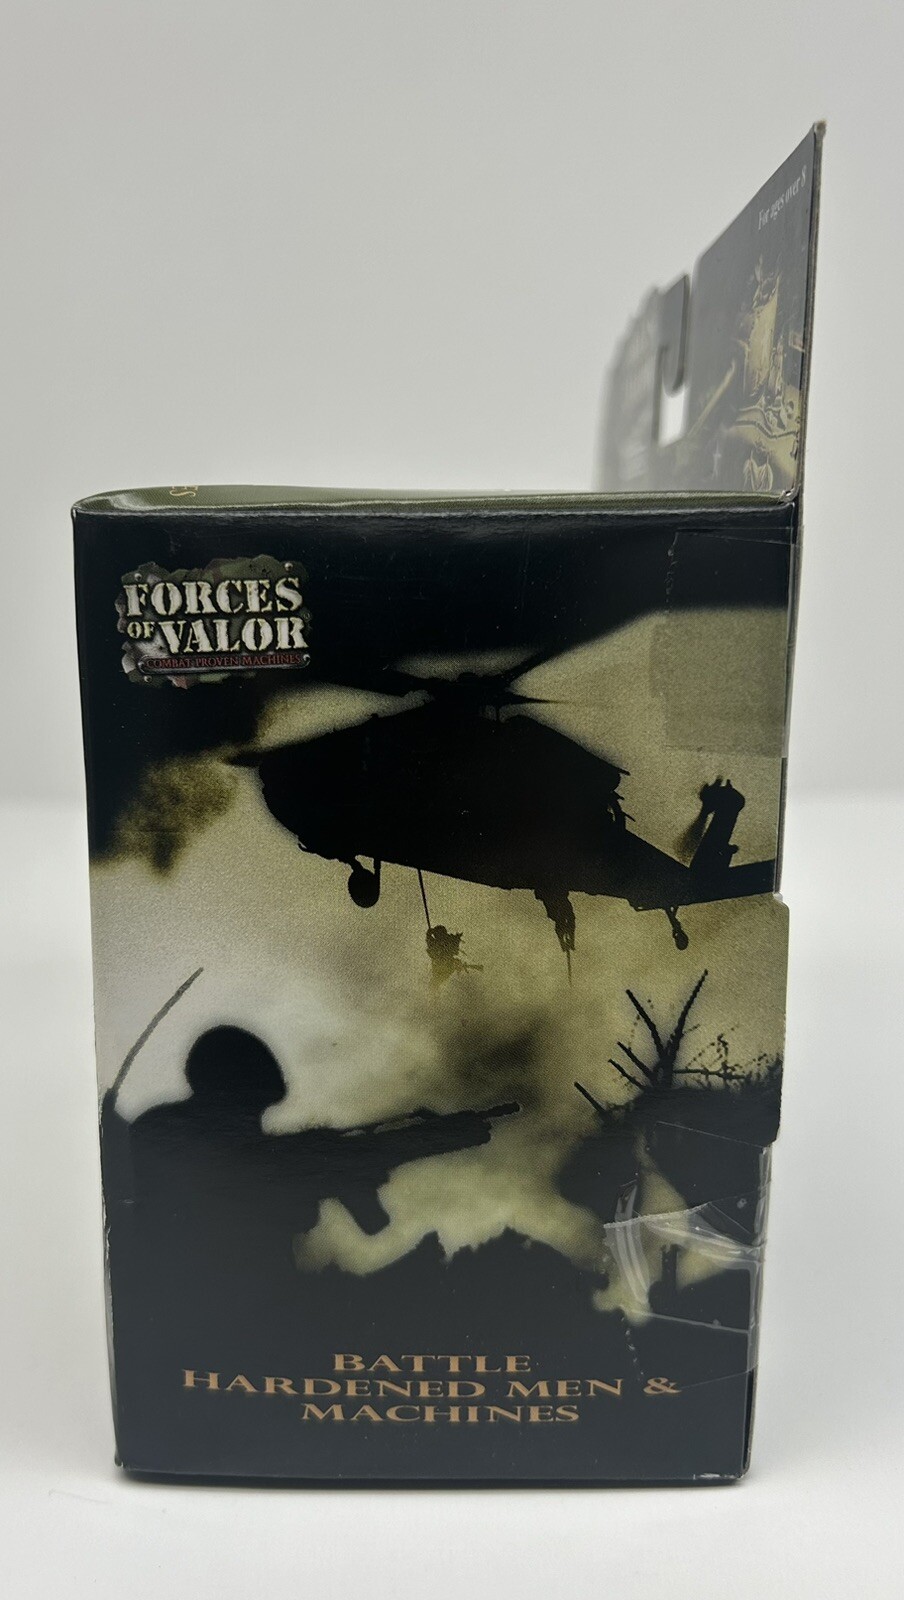 For ages over 8
FORCES
OF VALOR
COMBAT PROVEN MACHINES
BATTLE
HARDENED MEN &
MACHINES